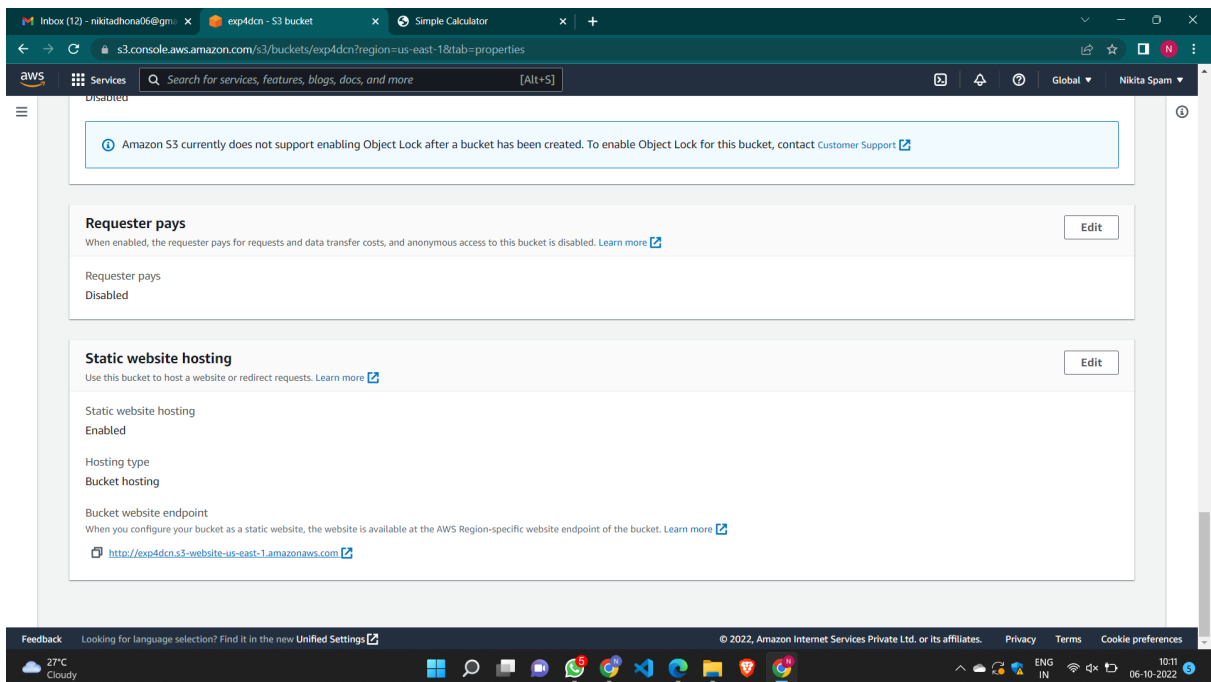 Inbox (12) - nikitadhona06@gma
exp4dcn - S3 bucket
Simple Calculator
s3.console.aws.amazon.com/s3/buckets/exp4dcn?region=us-east-1&tab=properties
N
aws
Services
Search for services, features, blogs, docs, and more
[Alt+S]
Global
Nikita Spam
Disabled
Amazon S3 currently does not support enabling Object Lock after a bucket has been created. To enable Object Lock for this bucket, contact Customer Support
Requester pays
Edit
When enabled, the requester pays for requests and data transfer costs, and anonymous access to this bucket is disabled. Learn more
Requester pays
Disabled
Static website hosting
Edit
Use this bucket to host a website or redirect requests. Learn more
Static website hosting
Enabled
Hosting type
Bucket hosting
Bucket website endpoint
When you configure your bucket as a static website, the website is available at the AWS Region-specific website endpoint of the bucket. Learn more
http://exp4dcn.s3-website-us-east-1.amazonaws.com
Feedback
Looking for language selection? Find it in the new Unified Settings
© 2022, Amazon Internet Services Private Ltd. or its affiliates.
Privacy
Terms
Cookie preferences
27°C
Cloudy
5
N
N
ENG
IN
10:11
06-10-2022
5